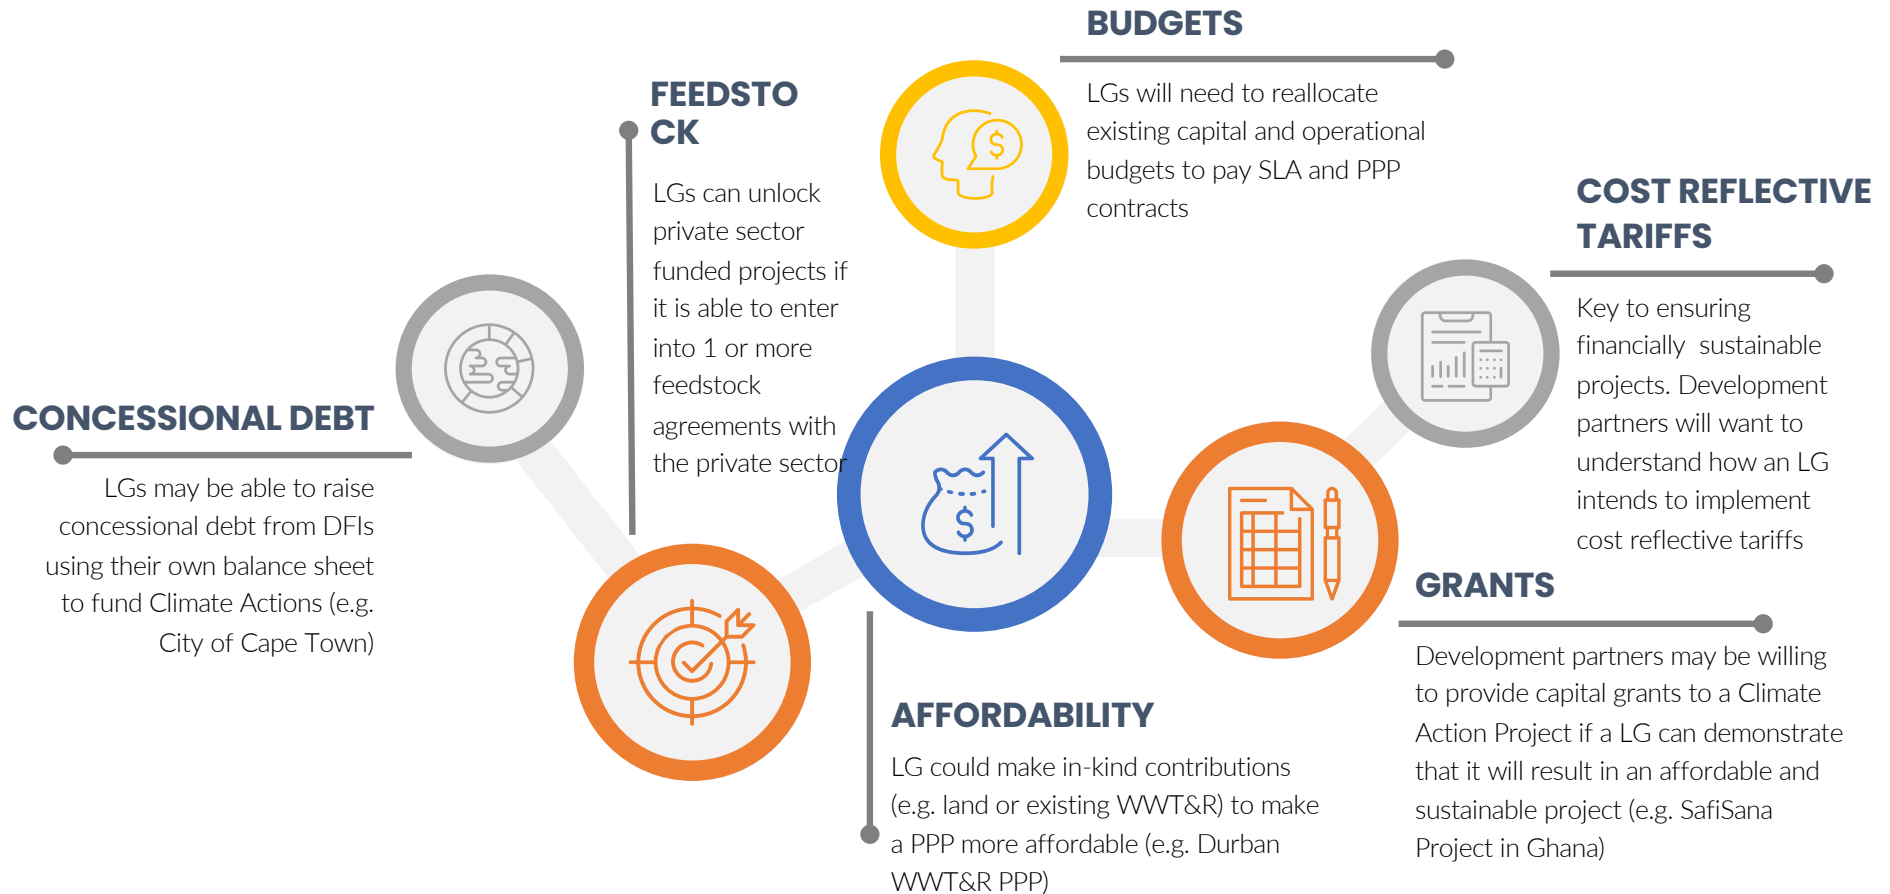 BUDGETS
LGs will need to reallocate
existing capital and operational
budgets to pay SLA and PPP
contracts
FEEDSTO
CK
LGs can unlock
private sector
funded projects if
it is able to enter
into 1 or more
feedstock
agreements with
the private sector
COST REFLECTIVE
TARIFFS
Key to ensuring
financially sustainable
projects. Development
partners will want to
understand how an LG
intends to implement
cost reflective tariffs
CONCESSIONAL DEBT
LGs may be able to raise
concessional debt from DFIs
using their own balance sheet
to fund Climate Actions (e.g.
City of Cape Town)
$
$
GRANTS
Development partners may be willing
to provide capital grants to a Climate
Action Project if a LG can demonstrate
that it will result in an affordable and
sustainable project (e.g. SafiSana
Project in Ghana)
AFFORDABILITY
LG could make in-kind contributions
(e.g. land or existing WWT&R) to make
a PPP more affordable (e.g. Durban
WWT&R PPP)